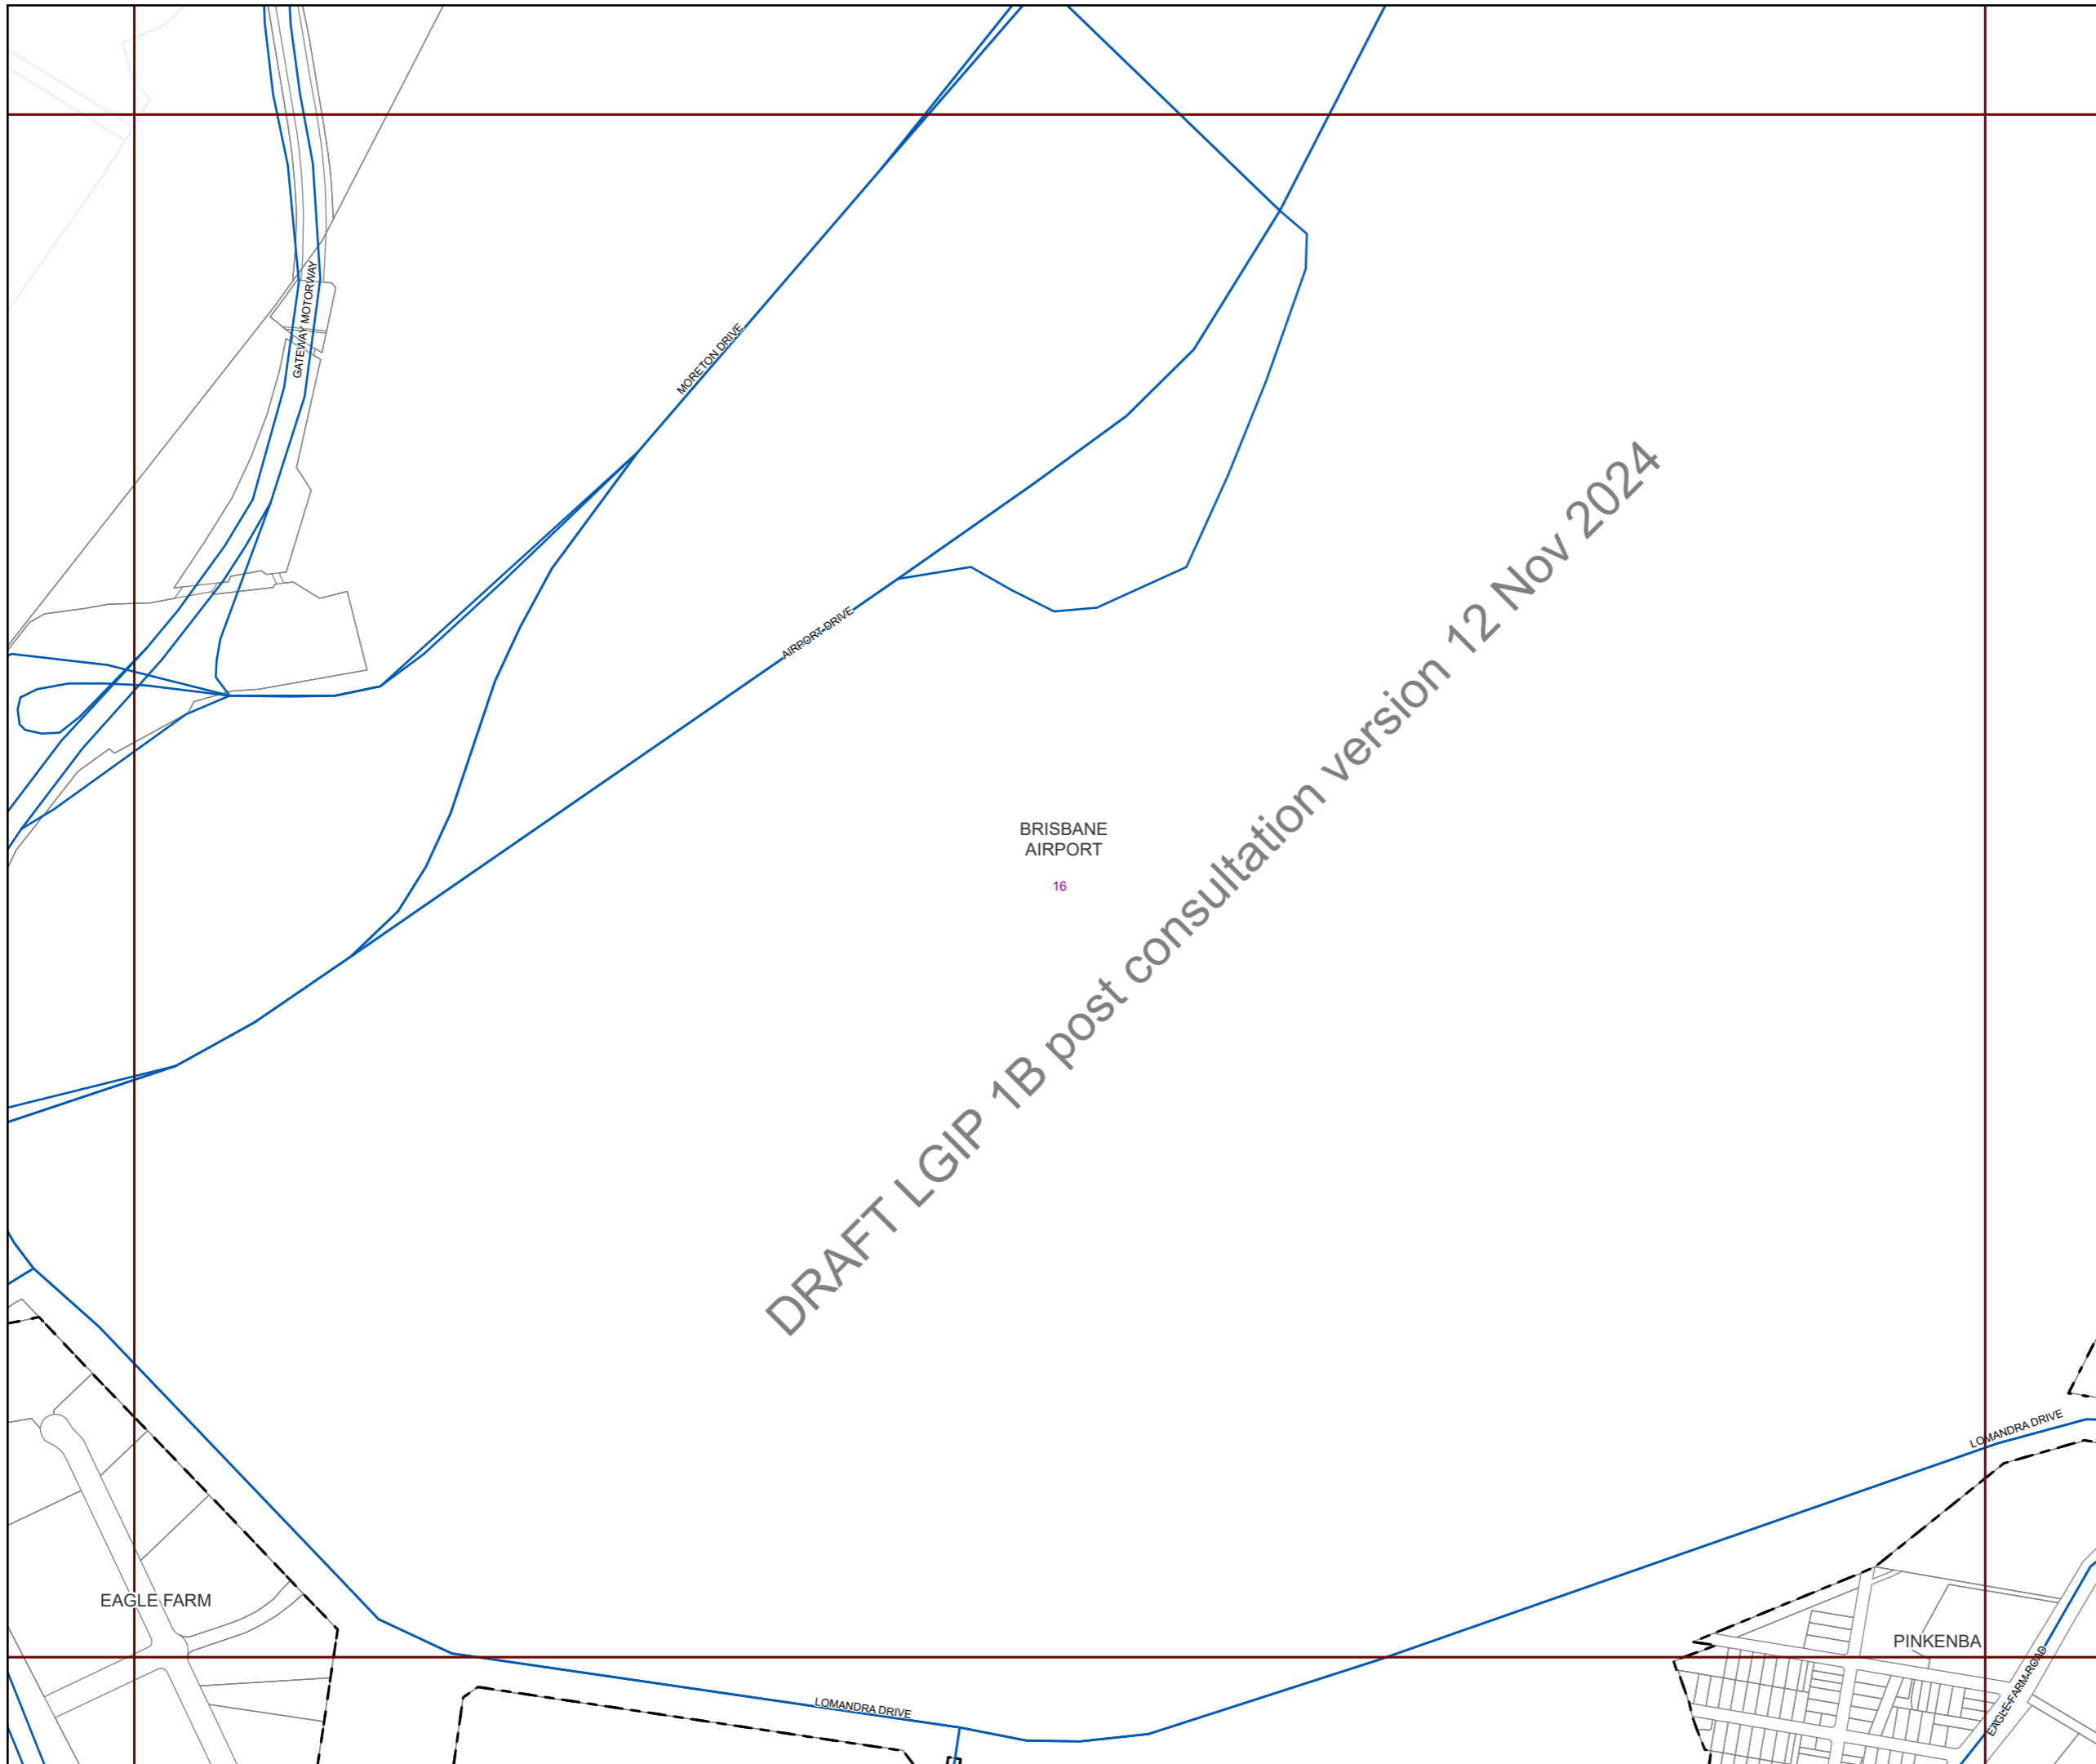 GATEWAY MOTORWAY
MORETON DRIVE
AIRPORT DRIVE
DRAFT LGIP 1B post consultation version 12 Nov 2024
BRISBANE
AIRPORT
16
LOMANDRA DRIVE
EAGLE FARM
PINKENBA
EAGLE FARM ROAD
LOMANDRA DRIVE